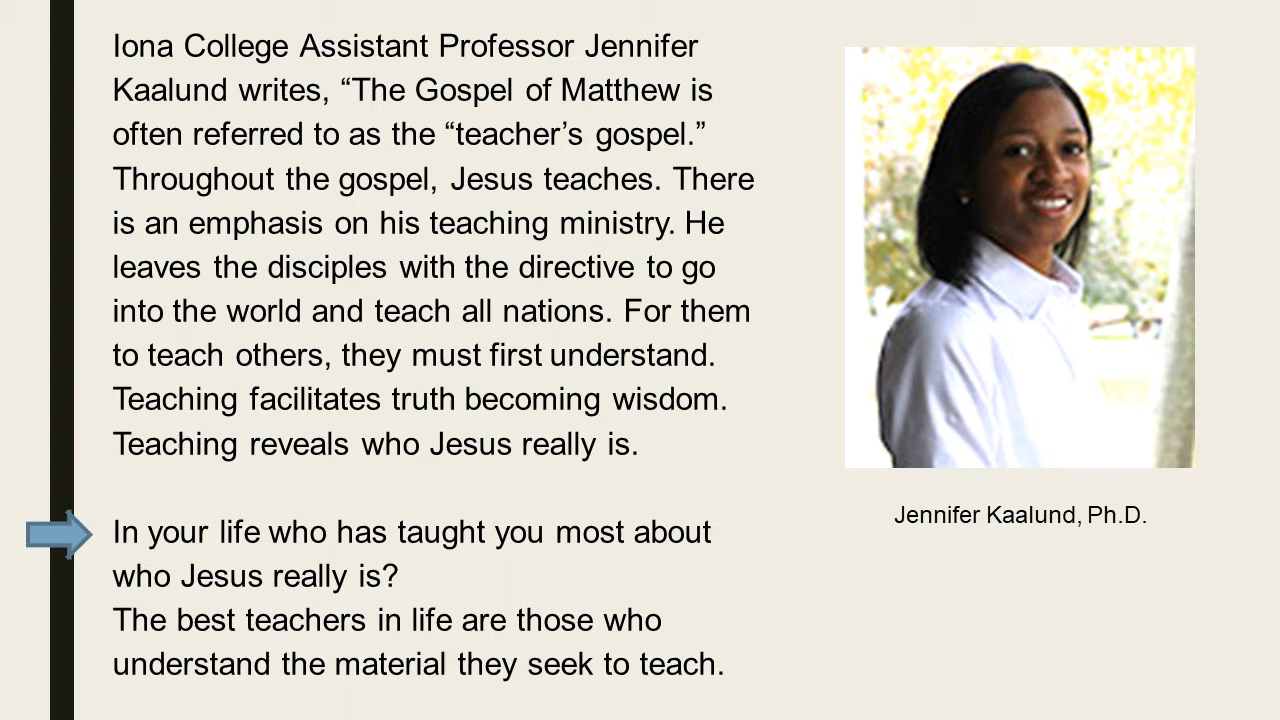 Iona College Assistant Professor Jennifer
Kaalund writes, “The Gospel of Matthew is
often referred to as the “teacher’s gospel.”
Throughout the gospel, Jesus teaches. There
is an emphasis on his teaching ministry. He
leaves the disciples with the directive to go
into the world and teach all nations. For them
to teach others, they must first understand.
Teaching facilitates truth becoming wisdom.
Teaching reveals who Jesus really is.
In your life who has taught you most about
who Jesus really is?
The best teachers in life are those who
understand the material they seek to teach.
Jennifer Kaalund, Ph.D.